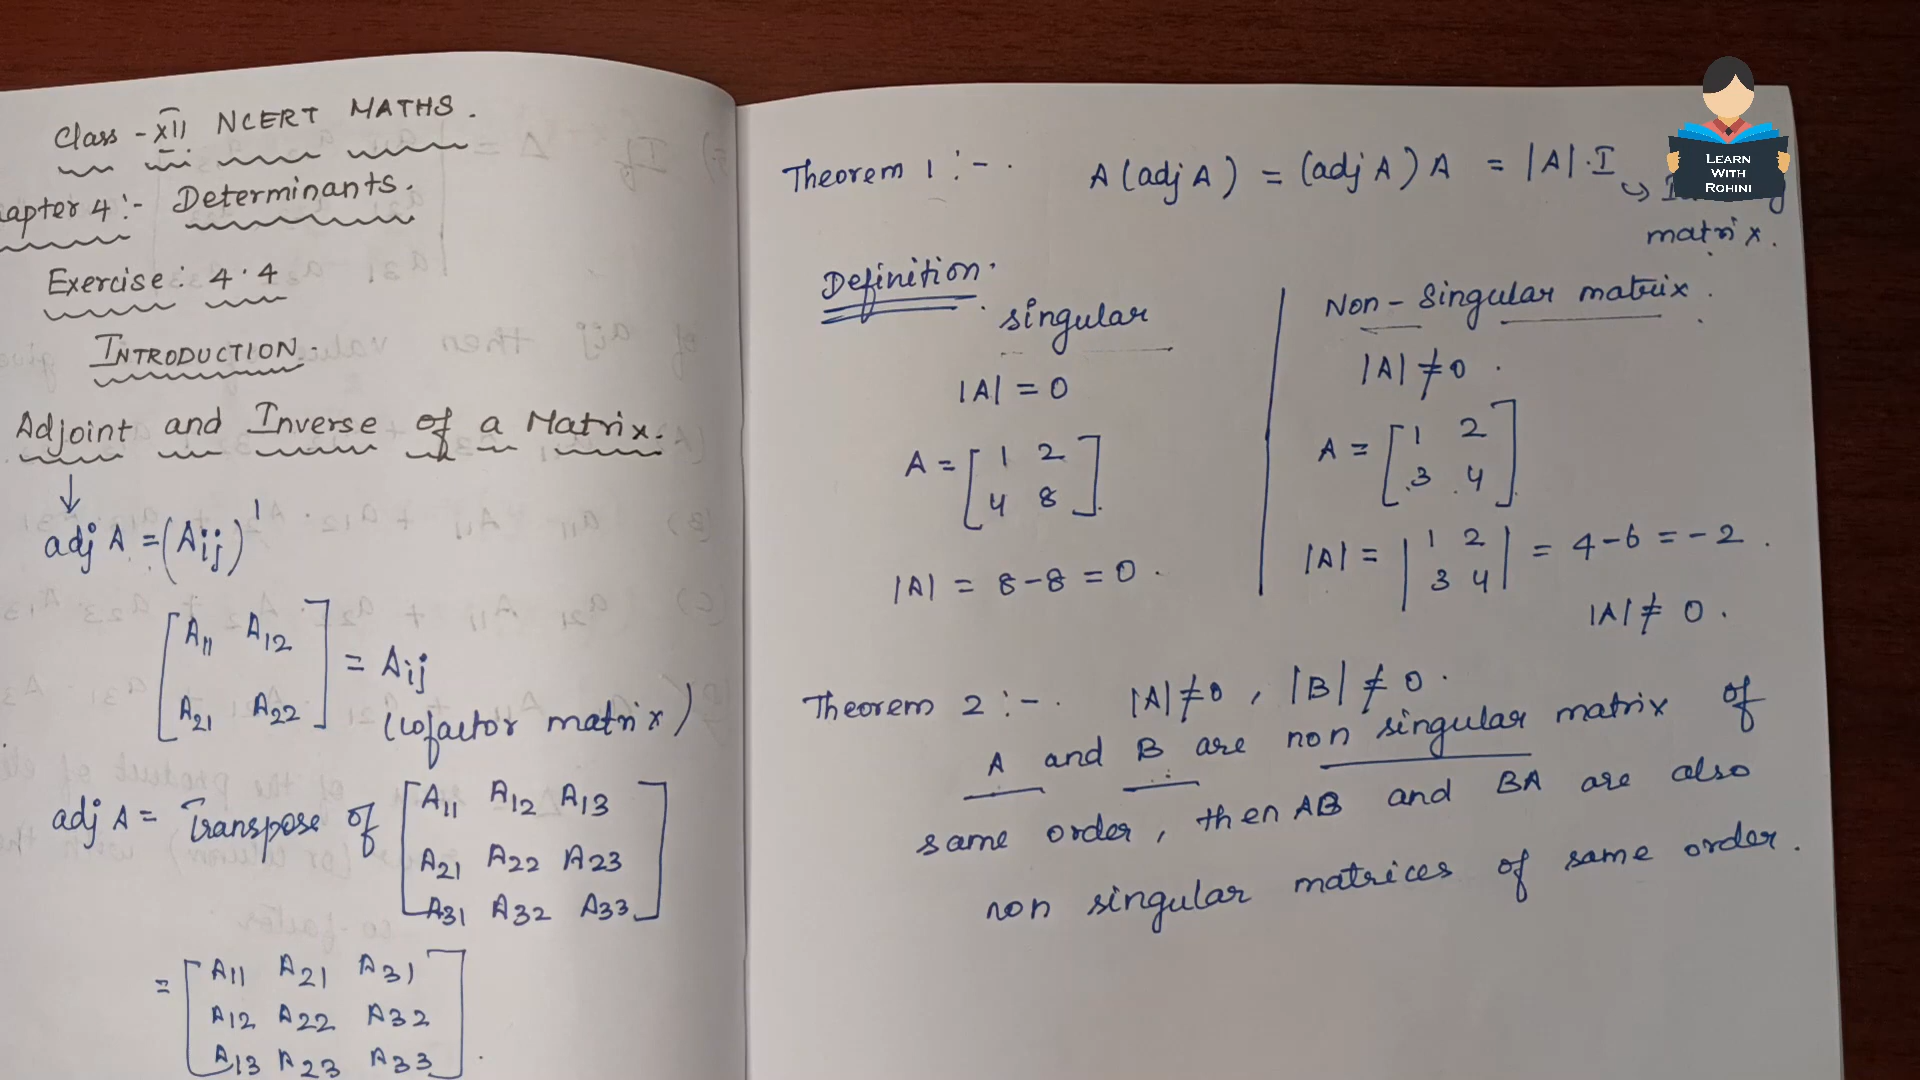 Class - XII NCERT MATHS.
apter 4 :- Determinants.
Exercise: 4.4
INTRODUCTION.
Adjoint and Inverse of a Matrix.
↓
adj A = (Aij)'
[A11 A12
A21 A22] = Aij
(cofactor matrix)
adj A = Transpose of [A11 A12 A13
A21 A22 A23
A31 A32 A33]
= [A11 A21 A31
A12 A22 A32
A13 A23 A33].
Theorem 1 :- . A (adj A) = (adj A) A = |A| . I
matrix.
Definition.
singular
|A| = 0
A = [1 2
4 8].
|A| = 8 - 8 = 0.
Non - Singular matrix.
|A| ≠ 0.
A = [1 2
3 4]
|A| = |1 2
3 4| = 4 - 6 = - 2.
|A| ≠ 0.
Theorem 2 :- . |A| ≠ 0, |B| ≠ 0.
A and B are non singular matrix of
same order, then AB and BA are also
non singular matrices of same order.
LEARN
WITH
ROHINI